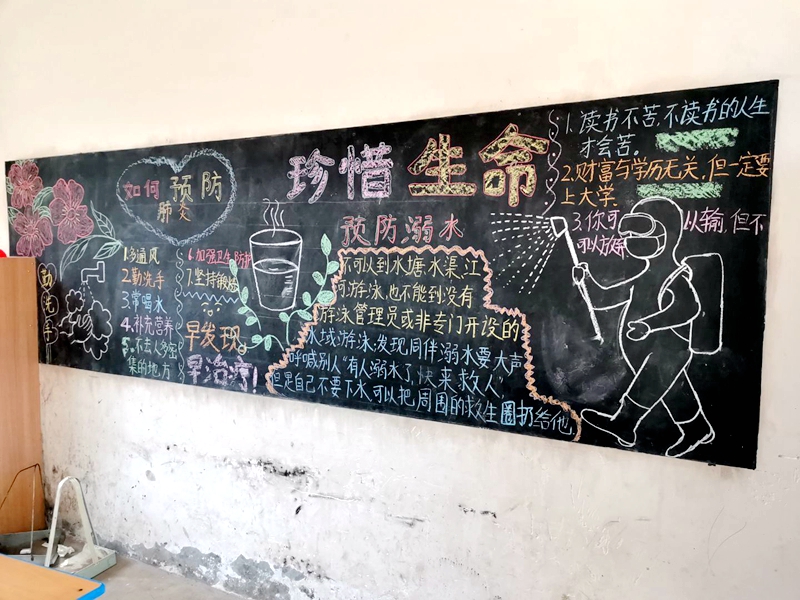 如何预防
肺炎
勤洗手
1.多通风
2.勤洗手
3.常喝水
4.补充营养
5.不去人多密
集的地方
6.加强卫生防护
7.坚持锻炼
早发现
早治疗!
珍惜生命
预防溺水
不可以到水塘、水渠、江
河游泳,也不能到没有
游泳管理员或非专门开设的
水域游泳,发现同伴溺水要大声
呼喊别人“有人溺水了,快来救人”,
但是自己不要下水,可以把周围的救生圈扔给他
1.读书不苦,不读书的人生
才会苦。
2.财富与学历无关,但一定要
上大学
3.你可以输,但不
可以放弃